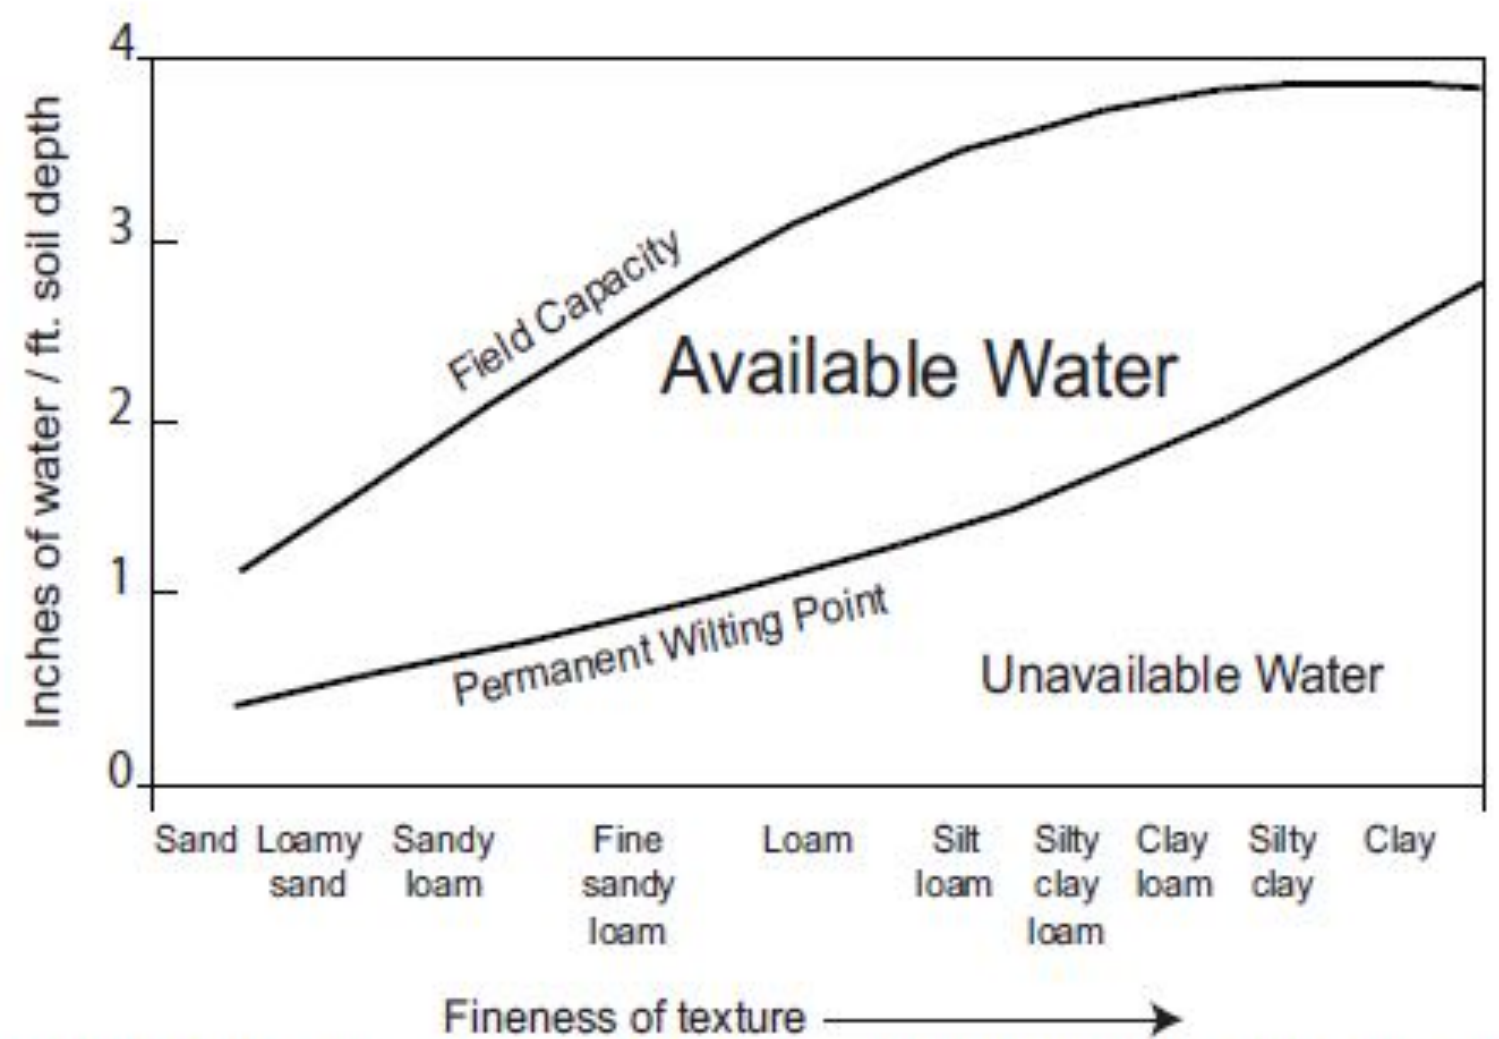 4
3
2
1
0
Inches of water / ft. soil depth
Field Capacity
Available Water
Permanent Wilting Point
Unavailable Water
Sand
Loamy
sand
Sandy
loam
Fine
sandy
loam
Loam
Silt
loam
Silty
clay
loam
Clay
loam
Silty
clay
Clay
Fineness of texture